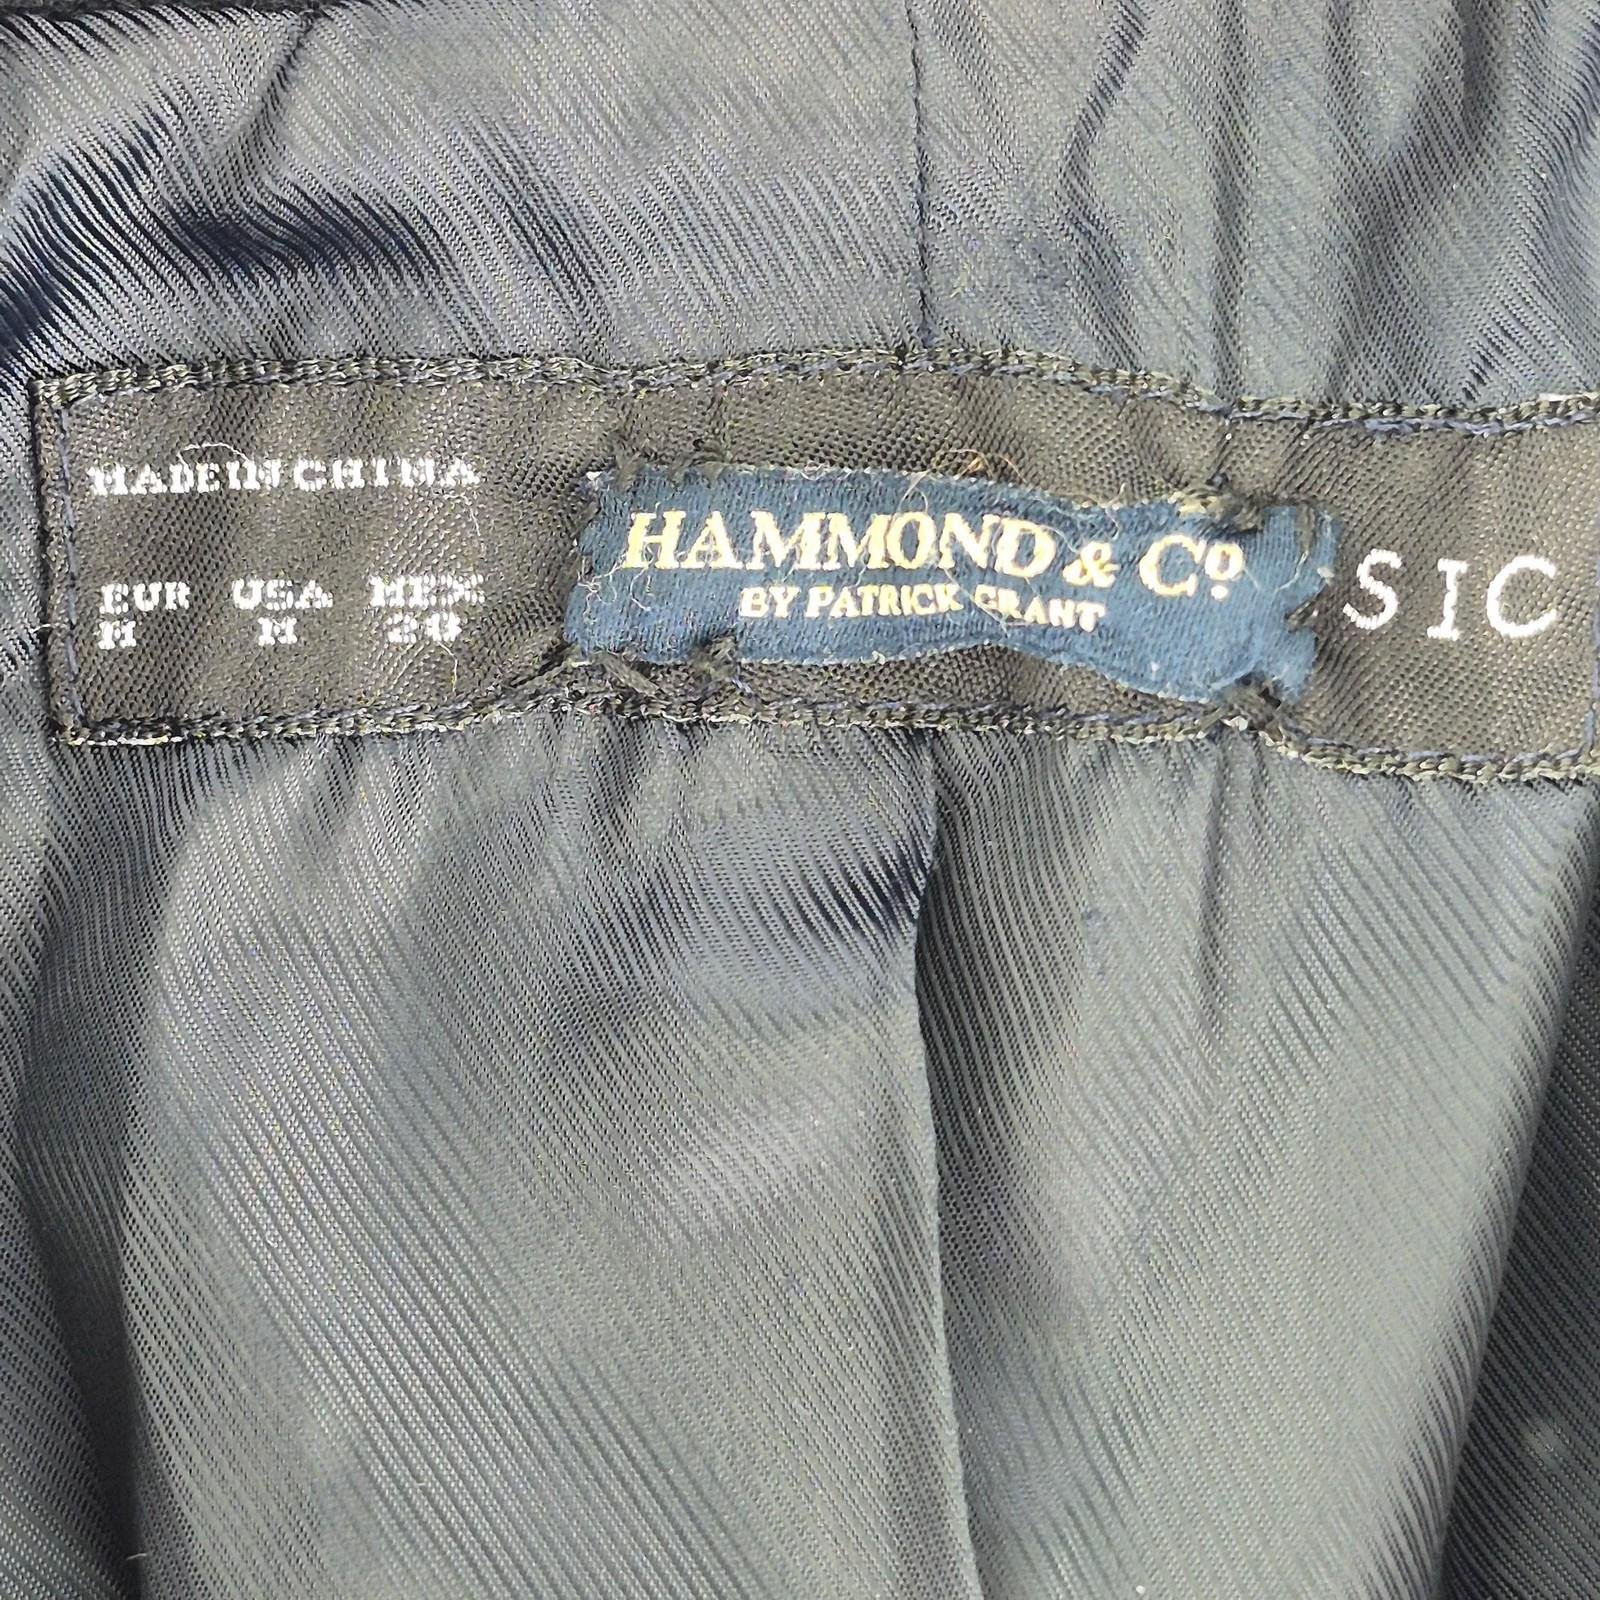 MADE IN CHINA
EUR USA MEX
M M 28
HAMMOND & Co
BY PATRICK GRANT
SIC